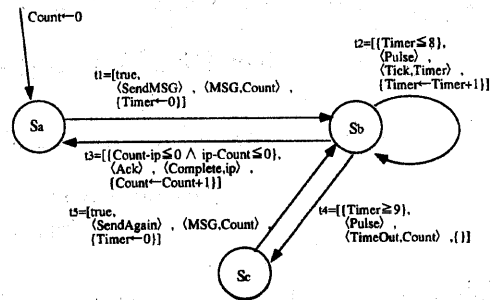 Count←0
t1=[true,
⟨SendMSG⟩ , ⟨MSG,Count⟩ ,
{Timer←0}]
t2=[{Timer≦8},
⟨Pulse⟩ ,
⟨Tick,Timer⟩ ,
{Timer←Timer+1}]
Sa
Sb
t3=[{Count-ip≦0 ∧ ip-Count≦0},
⟨Ack⟩ , ⟨Complete,ip⟩ ,
{Count←Count+1}]
t5=[true,
⟨SendAgain⟩ , ⟨MSG,Count⟩ ,
{Timer←0}]
t4=[{Timer≧9},
⟨Pulse⟩ ,
⟨TimeOut,Count⟩ ,{}]
Sc